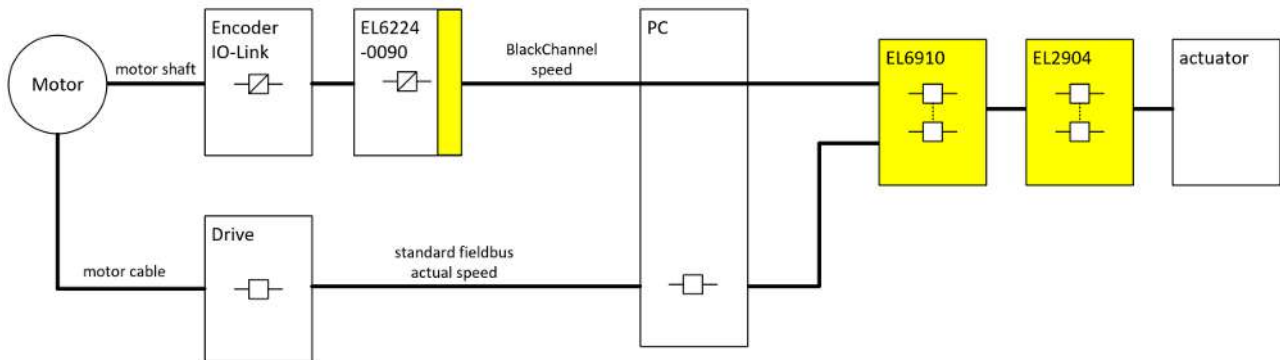 Motor
motor shaft
Encoder
IO-Link
EL6224
-0090
BlackChannel
speed
PC
EL6910
EL2904
actuator
motor cable
Drive
standard fieldbus
actual speed